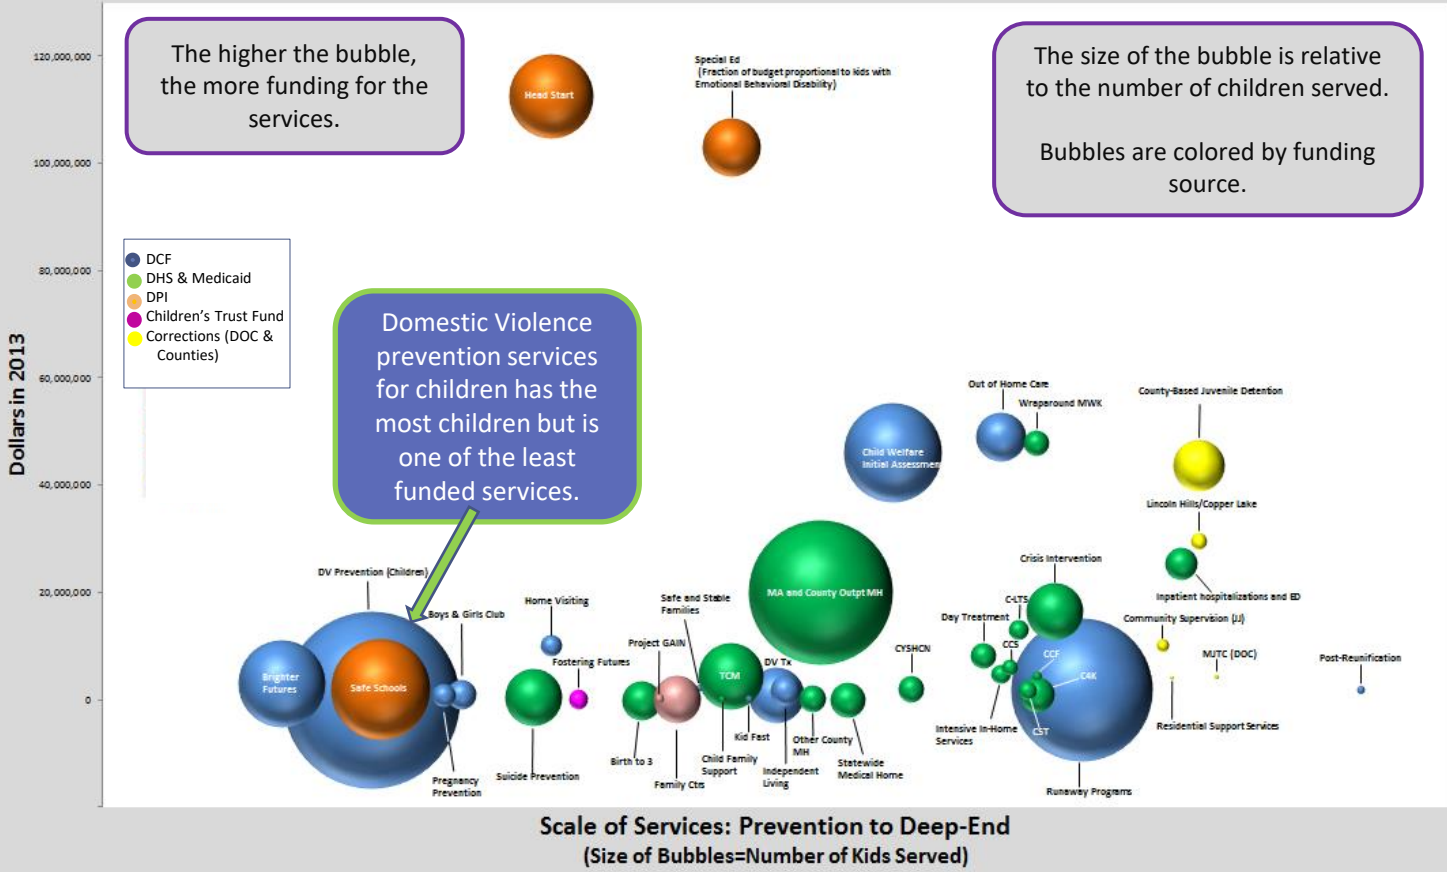 The higher the bubble,
the more funding for the
services.
The size of the bubble is relative
to the number of children served.
Bubbles are colored by funding
source.
Dollars in 2013
120,000,000
100,000,000
80,000,000
60,000,000
40,000,000
20,000,000
0
DCF
DHS & Medicaid
DPI
Children's Trust Fund
Corrections (DOC &
Counties)
Domestic Violence
prevention services
for children has the
most children but is
one of the least
funded services.
Head Start
Special Ed
(Fraction of budget proportional to kids with
Emotional Behavioral Disability)
Out of Home Care
Wraparound MWK
County-Based Juvenile Detention
Child Welfare
Initial Assessmen
Lincoln Hills/Copper Lake
Crisis Intervention
Inpatient hospitalizations and ED
DV Prevention (Children)
Boys & Girls Club
Home Visiting
Safe and Stable
Families
MA and County Outpt MH
C-LTS
Day Treatment
Community Supervision (JJ)
Project GAIN
Fostering Futures
CYSHCN
CCS
CCF
MJTC (DOC)
Post-Reunification
Brighter
Futures
Safe Schools
TCM
DV Tx
C4K
CST
Pregnancy
Prevention
Suicide Prevention
Birth to 3
Family Ctrs
Child Family
Support
Kid Fast
Independent
Living
Other County
MH
Statewide
Medical Home
Intensive In-Home
Services
Residential Support Services
Runaway Programs
Scale of Services: Prevention to Deep-End
(Size of Bubbles=Number of Kids Served)